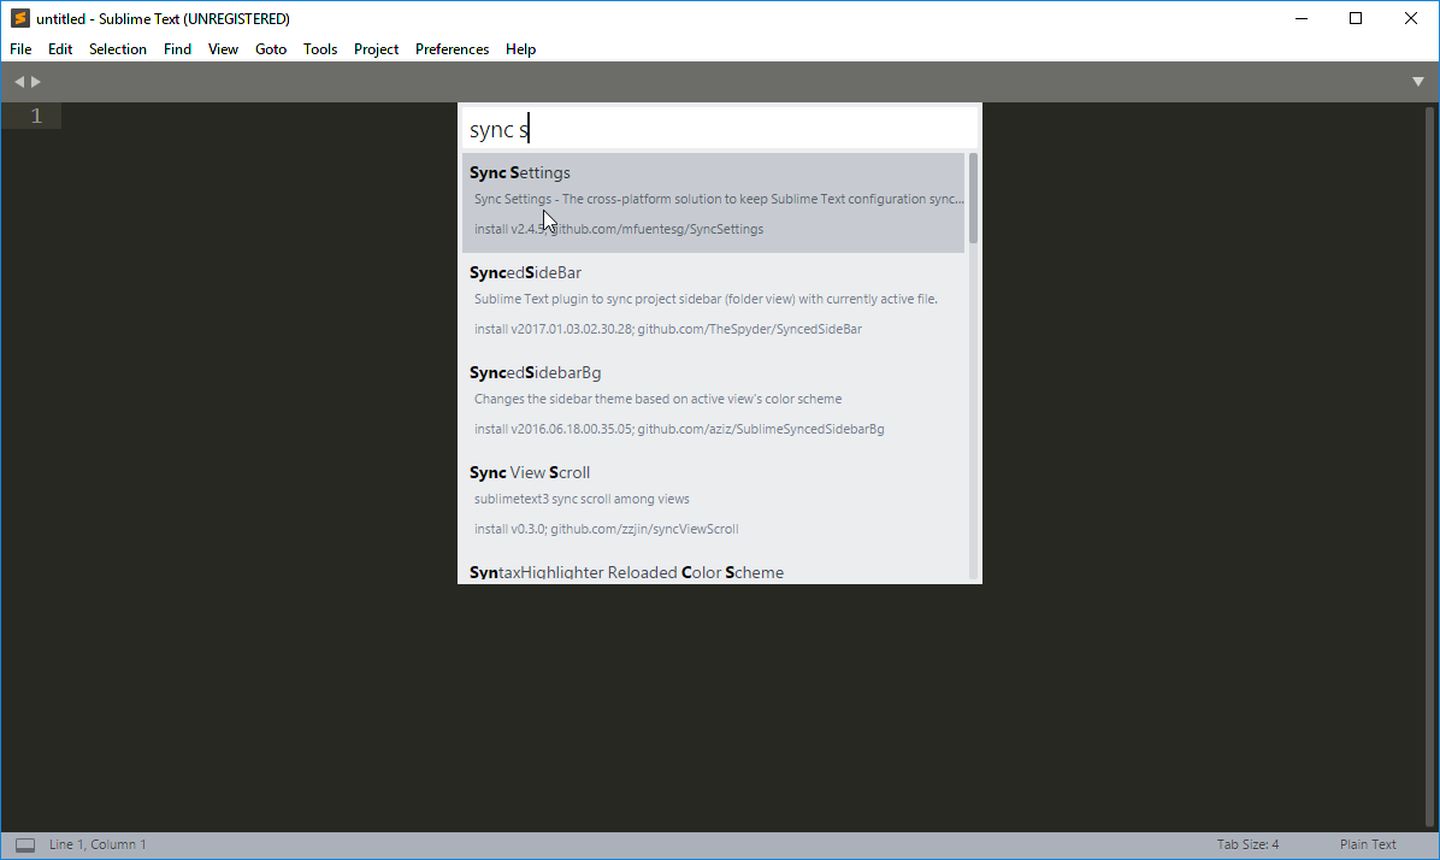 untitled - Sublime Text (UNREGISTERED)
File Edit Selection Find View Goto Tools Project Preferences Help
1
sync s
Sync Settings
Sync Settings - The cross-platform solution to keep Sublime Text configuration sync...
install v2.4.5; github.com/mfuentesg/SyncSettings
SyncedSideBar
Sublime Text plugin to sync project sidebar (folder view) with currently active file.
install v2017.01.03.02.30.28; github.com/TheSpyder/SyncedSideBar
SyncedSidebarBg
Changes the sidebar theme based on active view's color scheme
install v2016.06.18.00.35.05; github.com/aziz/SublimeSyncedSidebarBg
Sync View Scroll
sublimetext3 sync scroll among views
install v0.3.0; github.com/zzjin/syncViewScroll
SyntaxHighlighter Reloaded Color Scheme
Line 1, Column 1 Tab Size: 4 Plain Text